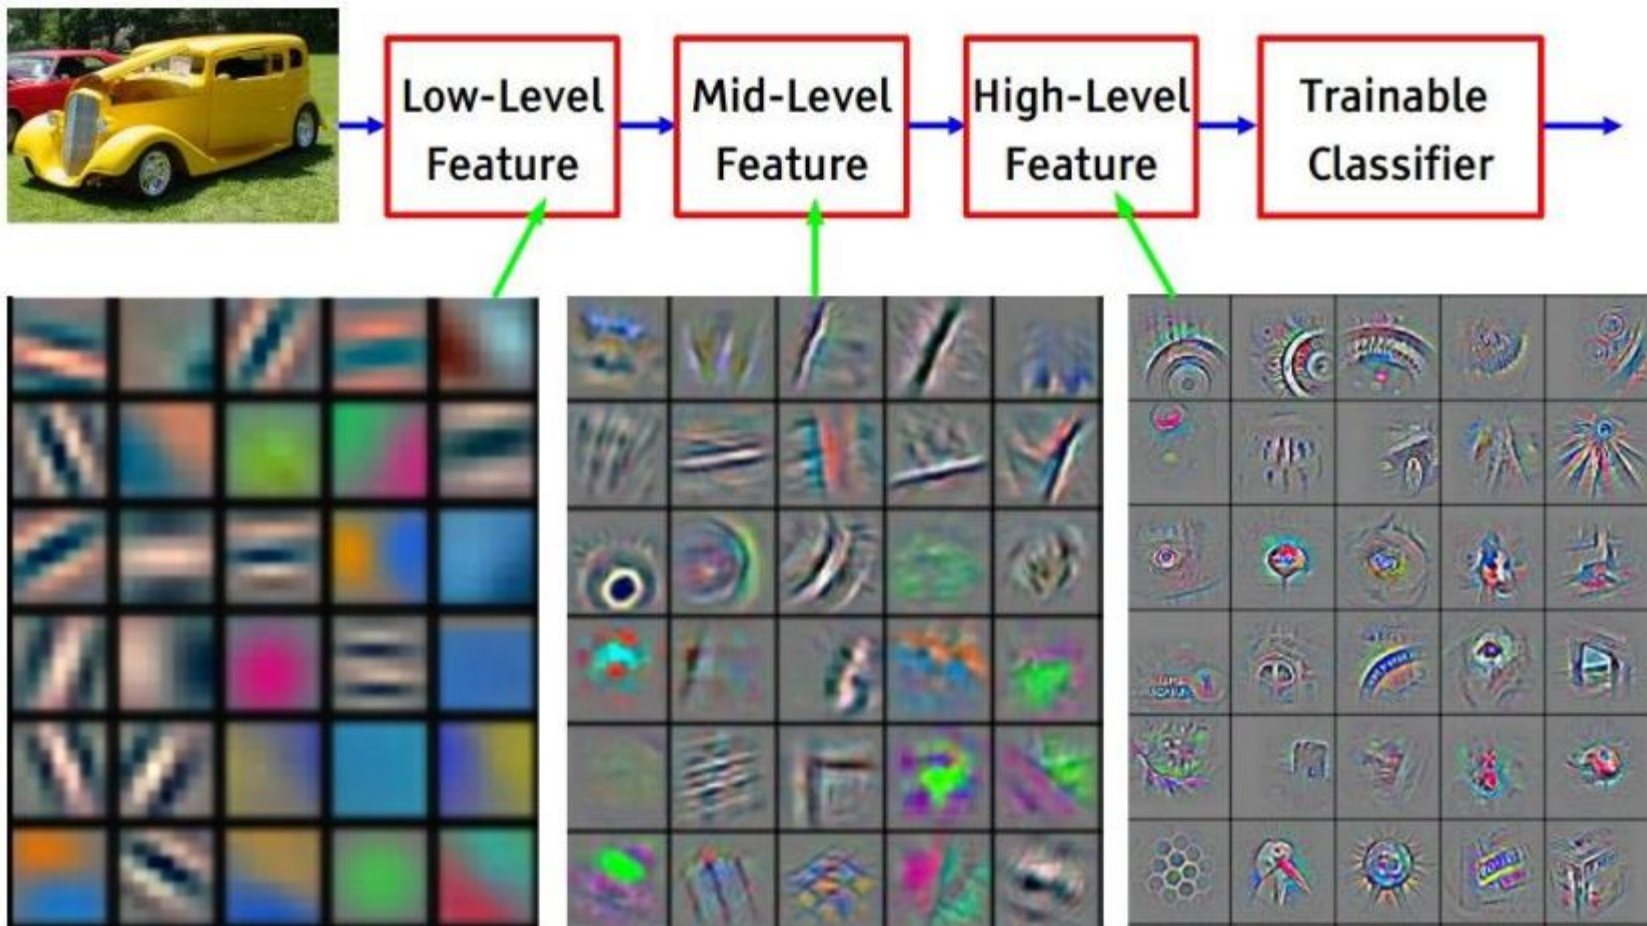 Low-Level
Feature
Mid-Level
Feature
High-Level
Feature
Trainable
Classifier